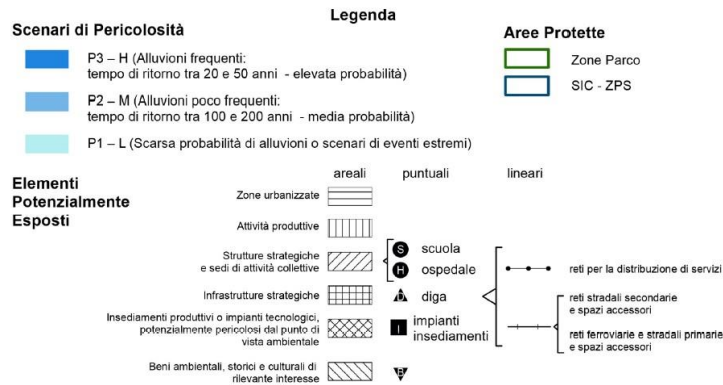 Legenda
Scenari di Pericolosità
P3 – H (Alluvioni frequenti:
tempo di ritorno tra 20 e 50 anni - elevata probabilità)
P2 – M (Alluvioni poco frequenti:
tempo di ritorno tra 100 e 200 anni - media probabilità)
P1 – L (Scarsa probabilità di alluvioni o scenari di eventi estremi)
Aree Protette
Zone Parco
SIC - ZPS
Elementi
Potenzialmente
Esposti
areali puntuali lineari
Zone urbanizzate
Attività produttive
Strutture strategiche
e sedi di attività collettive
S scuola
H ospedale
Infrastrutture strategiche
D diga
Insediamenti produttivi o impianti tecnologici,
potenzialmente pericolosi dal punto di
vista ambientale
I impianti
insediamenti
Beni ambientali, storici e culturali di
rilevante interesse
B
reti per la distribuzione di servizi
reti stradali secondarie
e spazi accessori
reti ferroviarie e stradali primarie
e spazi accessori